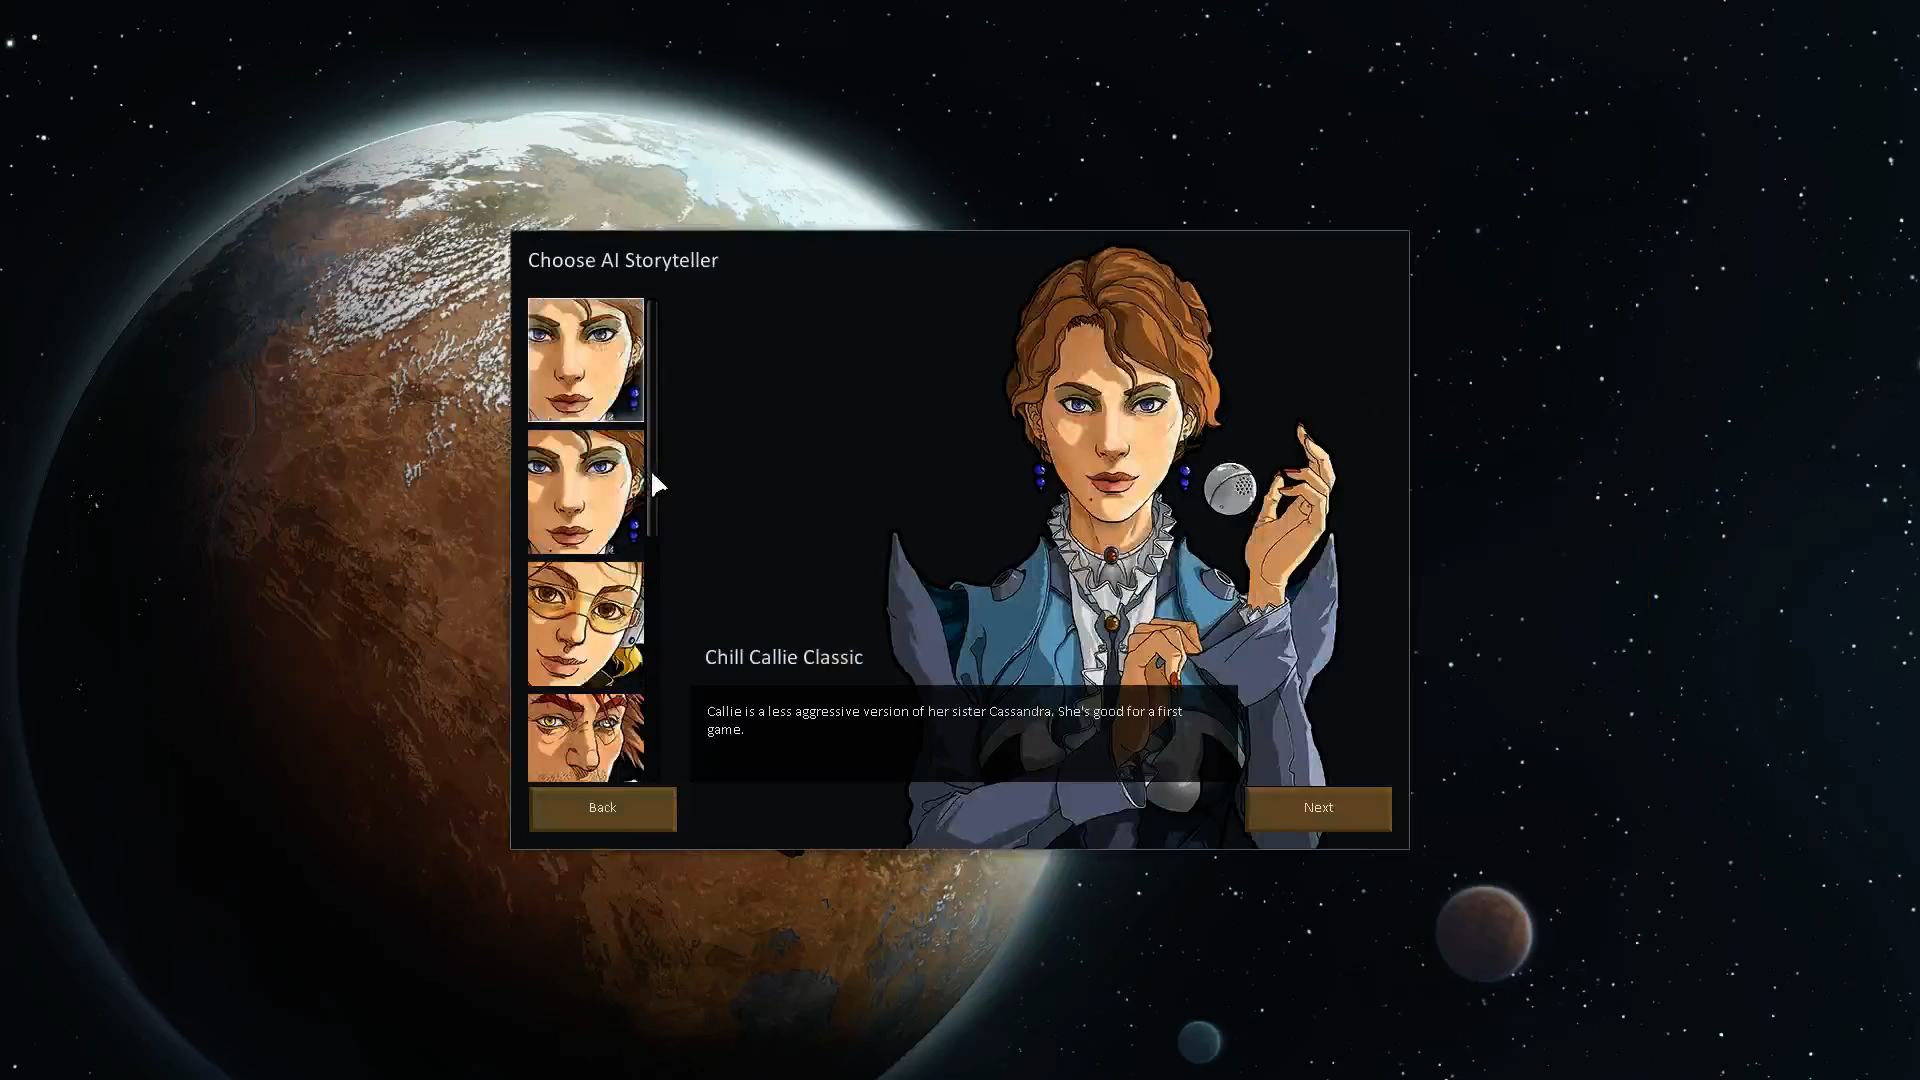 Choose AI Storyteller
Chill Callie Classic
Callie is a less aggressive version of her sister Cassandra. She's good for a first
game.
Back
Next